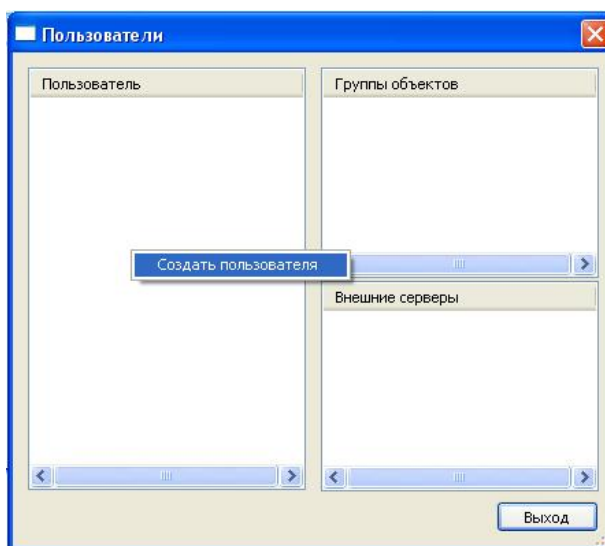 Пользователи
Пользователь
Группы объектов
Создать пользователя
Внешние серверы
Выход